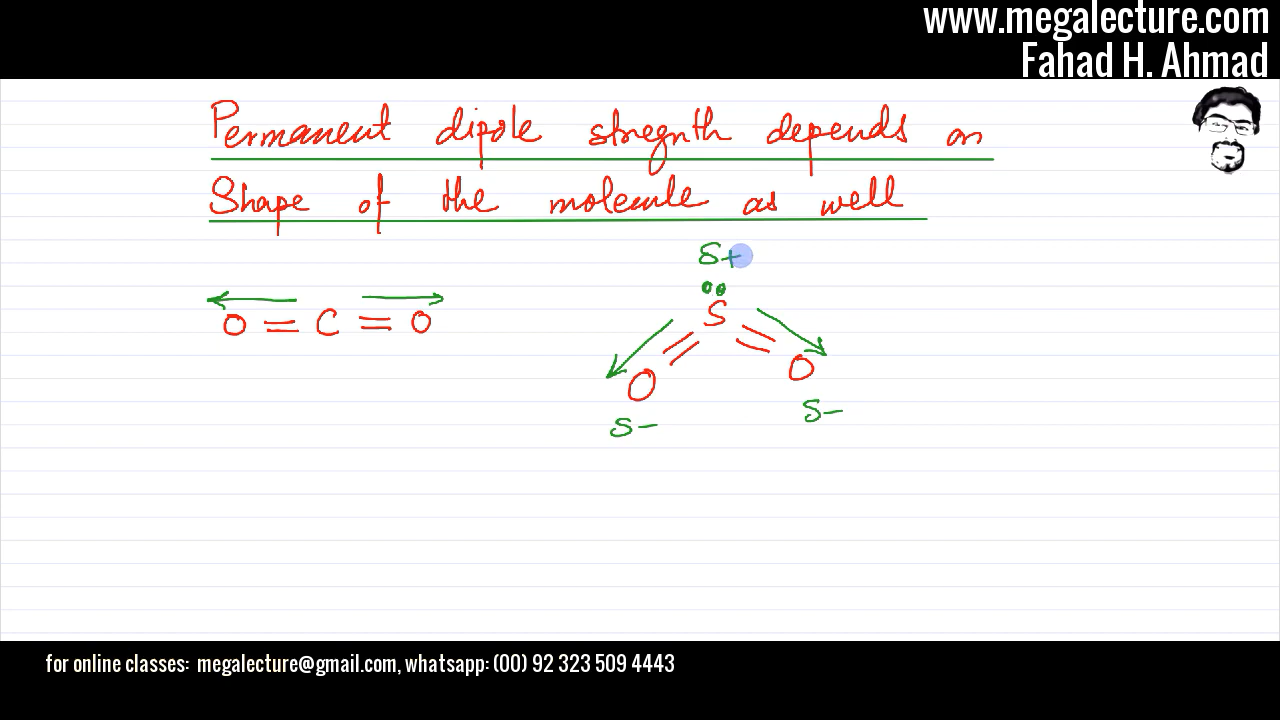 www.megalecture.com
Fahad H. Ahmad
Permanent dipole stregnth depends on
Shape of the molecule as well
δ+
O = C = O
S
O O
δ- δ-
for online classes: megalecture@gmail.com, whatsapp: (00) 92 323 509 4443